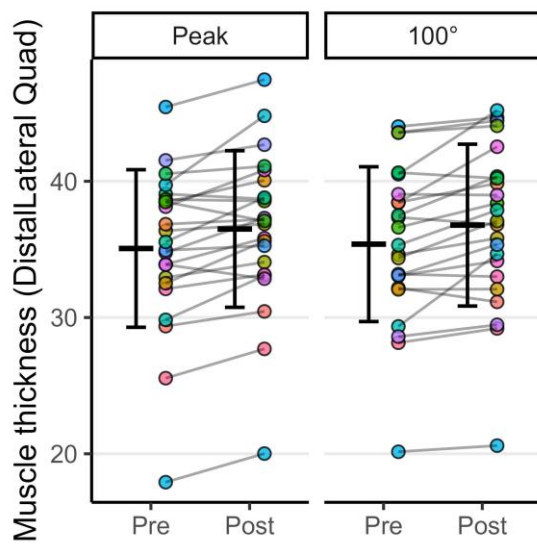 Peak
100°
Muscle thickness (DistalLateral Quad)
40
30
20
Pre
Post
Pre
Post